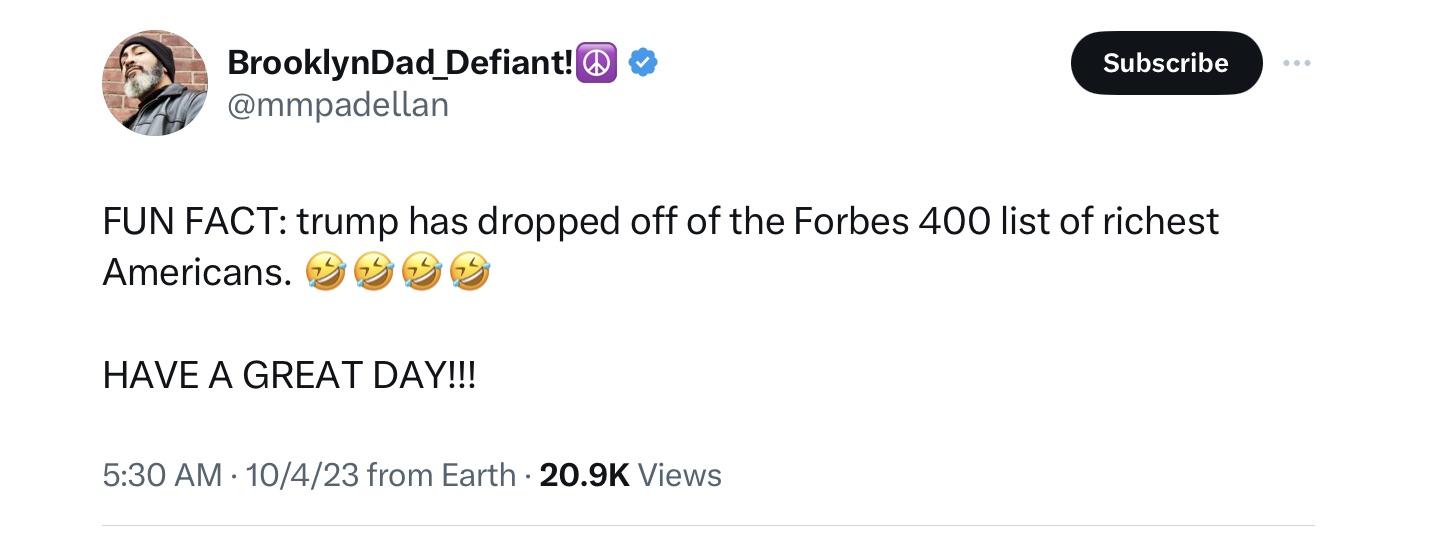 BrooklynDad_Defiant!☮️
Subscribe
@mmpadellan
FUN FACT: trump has dropped off of the Forbes 400 list of richest
Americans. 🤣🤣🤣🤣
HAVE A GREAT DAY!!!
5:30 AM · 10/4/23 from Earth · 20.9K Views